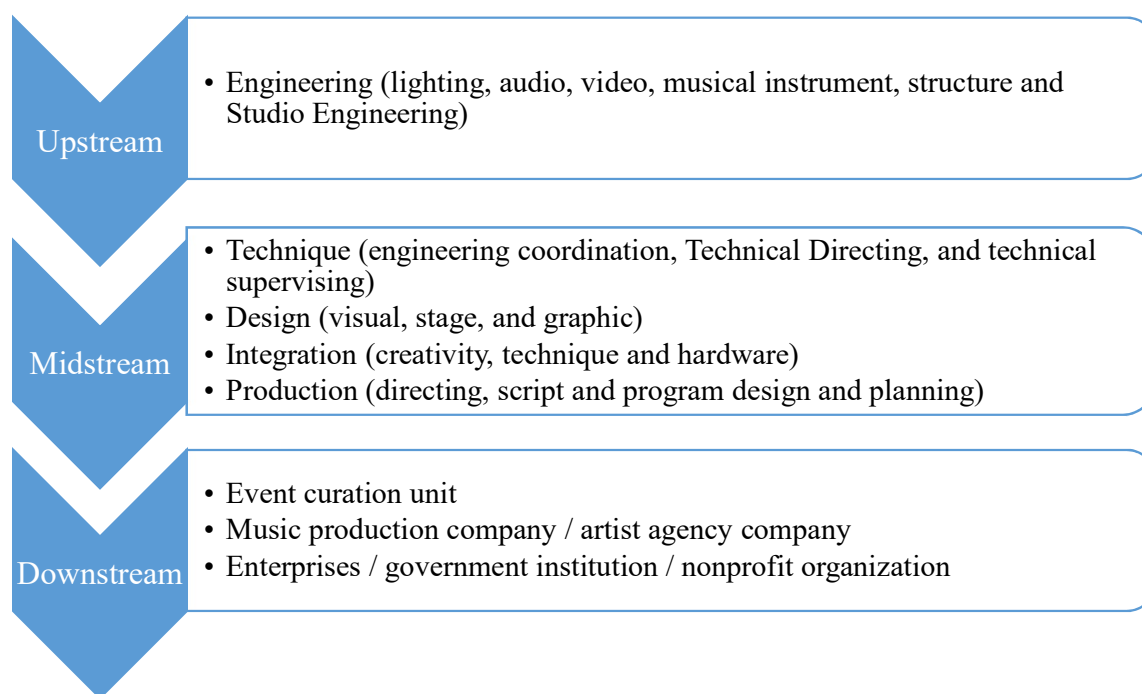 Upstream
• Engineering (lighting, audio, video, musical instrument, structure and
Studio Engineering)
Midstream
• Technique (engineering coordination, Technical Directing, and technical
supervising)
• Design (visual, stage, and graphic)
• Integration (creativity, technique and hardware)
• Production (directing, script and program design and planning)
Downstream
• Event curation unit
• Music production company / artist agency company
• Enterprises / government institution / nonprofit organization